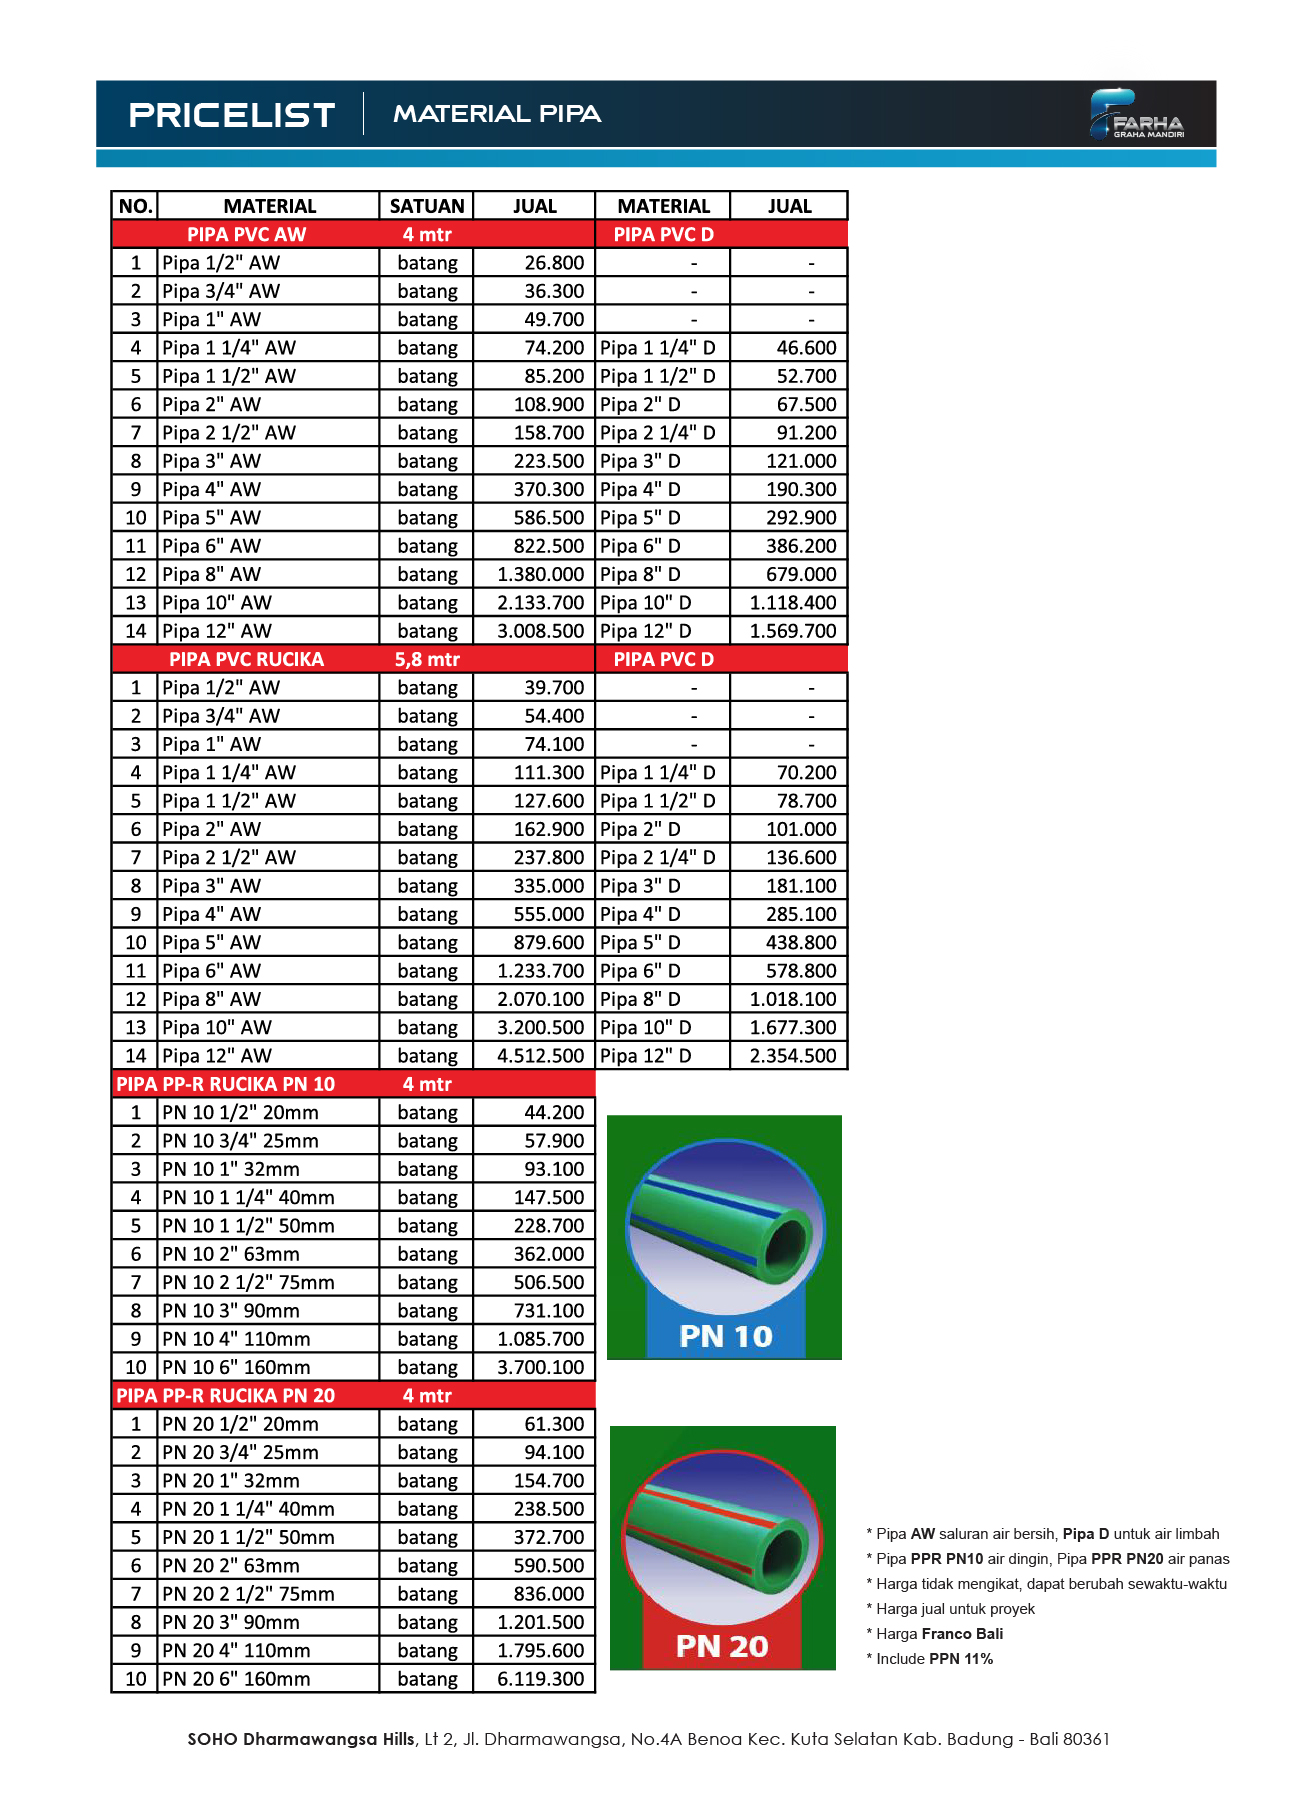 PRICELIST | MATERIAL PIPA
FARHA
GRAHA MANDIRI
NO. MATERIAL SATUAN JUAL MATERIAL JUAL
PIPA PVC AW 4 mtr PIPA PVC D
1 Pipa 1/2" AW batang 26.800 - -
2 Pipa 3/4" AW batang 36.300 - -
3 Pipa 1" AW batang 49.700 - -
4 Pipa 1 1/4" AW batang 74.200 Pipa 1 1/4" D 46.600
5 Pipa 1 1/2" AW batang 85.200 Pipa 1 1/2" D 52.700
6 Pipa 2" AW batang 108.900 Pipa 2" D 67.500
7 Pipa 2 1/2" AW batang 158.700 Pipa 2 1/4" D 91.200
8 Pipa 3" AW batang 223.500 Pipa 3" D 121.000
9 Pipa 4" AW batang 370.300 Pipa 4" D 190.300
10 Pipa 5" AW batang 586.500 Pipa 5" D 292.900
11 Pipa 6" AW batang 822.500 Pipa 6" D 386.200
12 Pipa 8" AW batang 1.380.000 Pipa 8" D 679.000
13 Pipa 10" AW batang 2.133.700 Pipa 10" D 1.118.400
14 Pipa 12" AW batang 3.008.500 Pipa 12" D 1.569.700
PIPA PVC RUCIKA 5,8 mtr PIPA PVC D
1 Pipa 1/2" AW batang 39.700 - -
2 Pipa 3/4" AW batang 54.400 - -
3 Pipa 1" AW batang 74.100 - -
4 Pipa 1 1/4" AW batang 111.300 Pipa 1 1/4" D 70.200
5 Pipa 1 1/2" AW batang 127.600 Pipa 1 1/2" D 78.700
6 Pipa 2" AW batang 162.900 Pipa 2" D 101.000
7 Pipa 2 1/2" AW batang 237.800 Pipa 2 1/4" D 136.600
8 Pipa 3" AW batang 335.000 Pipa 3" D 181.100
9 Pipa 4" AW batang 555.000 Pipa 4" D 285.100
10 Pipa 5" AW batang 879.600 Pipa 5" D 438.800
11 Pipa 6" AW batang 1.233.700 Pipa 6" D 578.800
12 Pipa 8" AW batang 2.070.100 Pipa 8" D 1.018.100
13 Pipa 10" AW batang 3.200.500 Pipa 10" D 1.677.300
14 Pipa 12" AW batang 4.512.500 Pipa 12" D 2.354.500
PIPA PP-R RUCIKA PN 10 4 mtr
1 PN 10 1/2" 20mm batang 44.200
2 PN 10 3/4" 25mm batang 57.900
3 PN 10 1" 32mm batang 93.100
4 PN 10 1 1/4" 40mm batang 147.500
5 PN 10 1 1/2" 50mm batang 228.700
6 PN 10 2" 63mm batang 362.000
7 PN 10 2 1/2" 75mm batang 506.500
8 PN 10 3" 90mm batang 731.100
9 PN 10 4" 110mm batang 1.085.700
10 PN 10 6" 160mm batang 3.700.100
PN 10
PIPA PP-R RUCIKA PN 20 4 mtr
1 PN 20 1/2" 20mm batang 61.300
2 PN 20 3/4" 25mm batang 94.100
3 PN 20 1" 32mm batang 154.700
4 PN 20 1 1/4" 40mm batang 238.500
5 PN 20 1 1/2" 50mm batang 372.700
6 PN 20 2" 63mm batang 590.500
7 PN 20 2 1/2" 75mm batang 836.000
8 PN 20 3" 90mm batang 1.201.500
9 PN 20 4" 110mm batang 1.795.600
10 PN 20 6" 160mm batang 6.119.300
PN 20
* Pipa AW saluran air bersih, Pipa D untuk air limbah
* Pipa PPR PN10 air dingin, Pipa PPR PN20 air panas
* Harga tidak mengikat, dapat berubah sewaktu-waktu
* Harga jual untuk proyek
* Harga Franco Bali
* Include PPN 11%
SOHO Dharmawangsa Hills, Lt 2, Jl. Dharmawangsa, No.4A Benoa Kec. Kuta Selatan Kab. Badung - Bali 80361